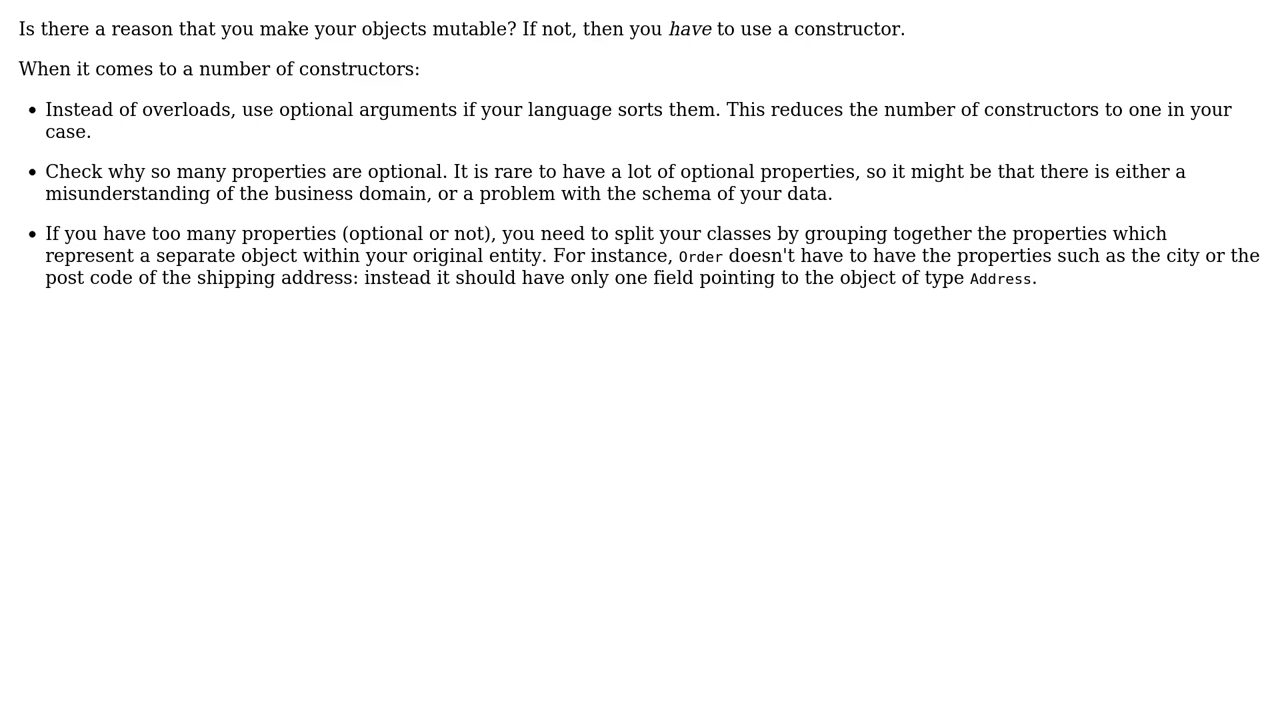 Is there a reason that you make your objects mutable? If not, then you have to use a constructor.
When it comes to a number of constructors:
• Instead of overloads, use optional arguments if your language sorts them. This reduces the number of constructors to one in your
case.
• Check why so many properties are optional. It is rare to have a lot of optional properties, so it might be that there is either a
misunderstanding of the business domain, or a problem with the schema of your data.
• If you have too many properties (optional or not), you need to split your classes by grouping together the properties which
represent a separate object within your original entity. For instance, Order doesn't have to have the properties such as the city or the
post code of the shipping address: instead it should have only one field pointing to the object of type Address.